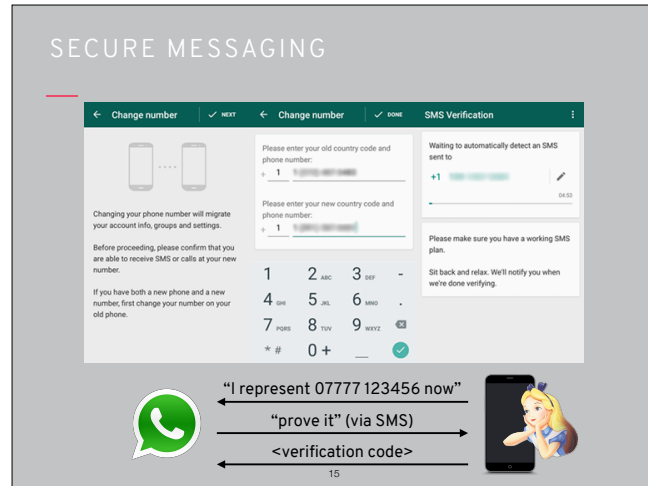 SECURE MESSAGING
← Change number ✓ NEXT
Changing your phone number will migrate
your account info, groups and settings.
Before proceeding, please confirm that you
are able to receive SMS or calls at your new
number.
If you have both a new phone and a new
number, first change your number on your
old phone.
← Change number ✓ DONE
Please enter your old country code and
phone number:
+ 1
Please enter your new country code and
phone number:
+ 1
1 2 ABC 3 DEF -
4 GHI 5 JKL 6 MNO .
7 PQRS 8 TUV 9 WXYZ
* # 0 + _
SMS Verification
Waiting to automatically detect an SMS
sent to
+1
04:53
Please make sure you have a working SMS
plan.
Sit back and relax. We'll notify you when
we're done verifying.
“I represent 07777 123456 now”
“prove it” (via SMS)
<verification code>
15